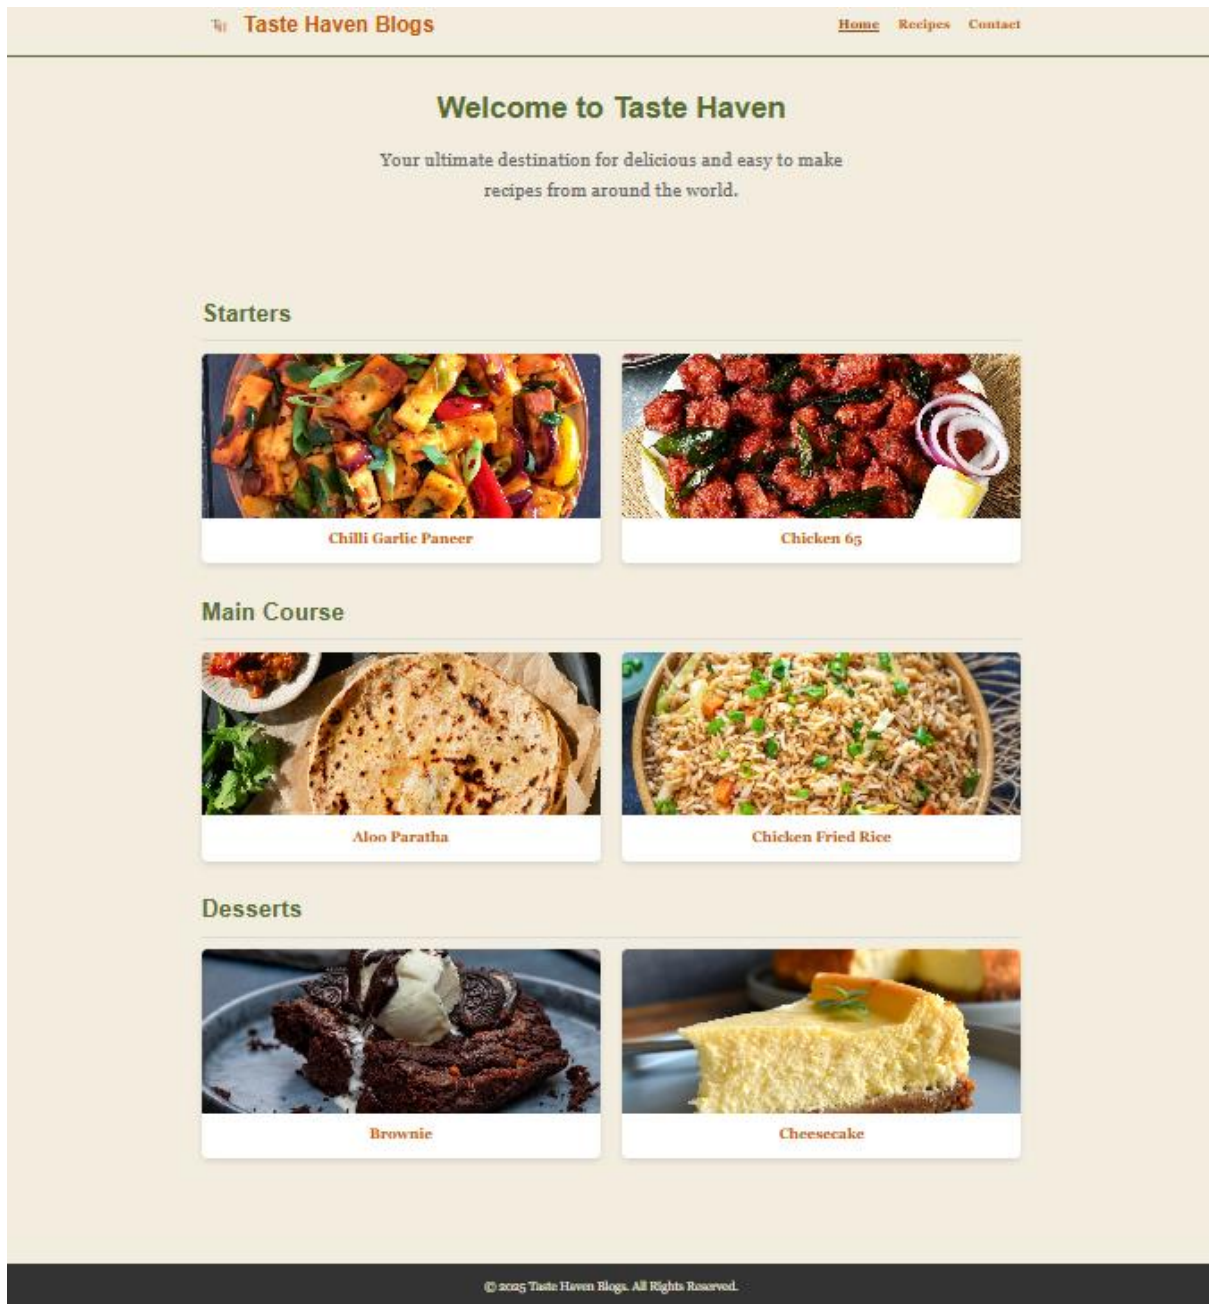 Taste Haven Blogs
Home Recipes Contact
Welcome to Taste Haven
Your ultimate destination for delicious and easy to make
recipes from around the world.
Starters
Chilli Garlic Paneer
Chicken 65
Main Course
Aloo Paratha
Chicken Fried Rice
Desserts
Brownie
Cheesecake
© 2025 Taste Haven Blogs. All Rights Reserved.